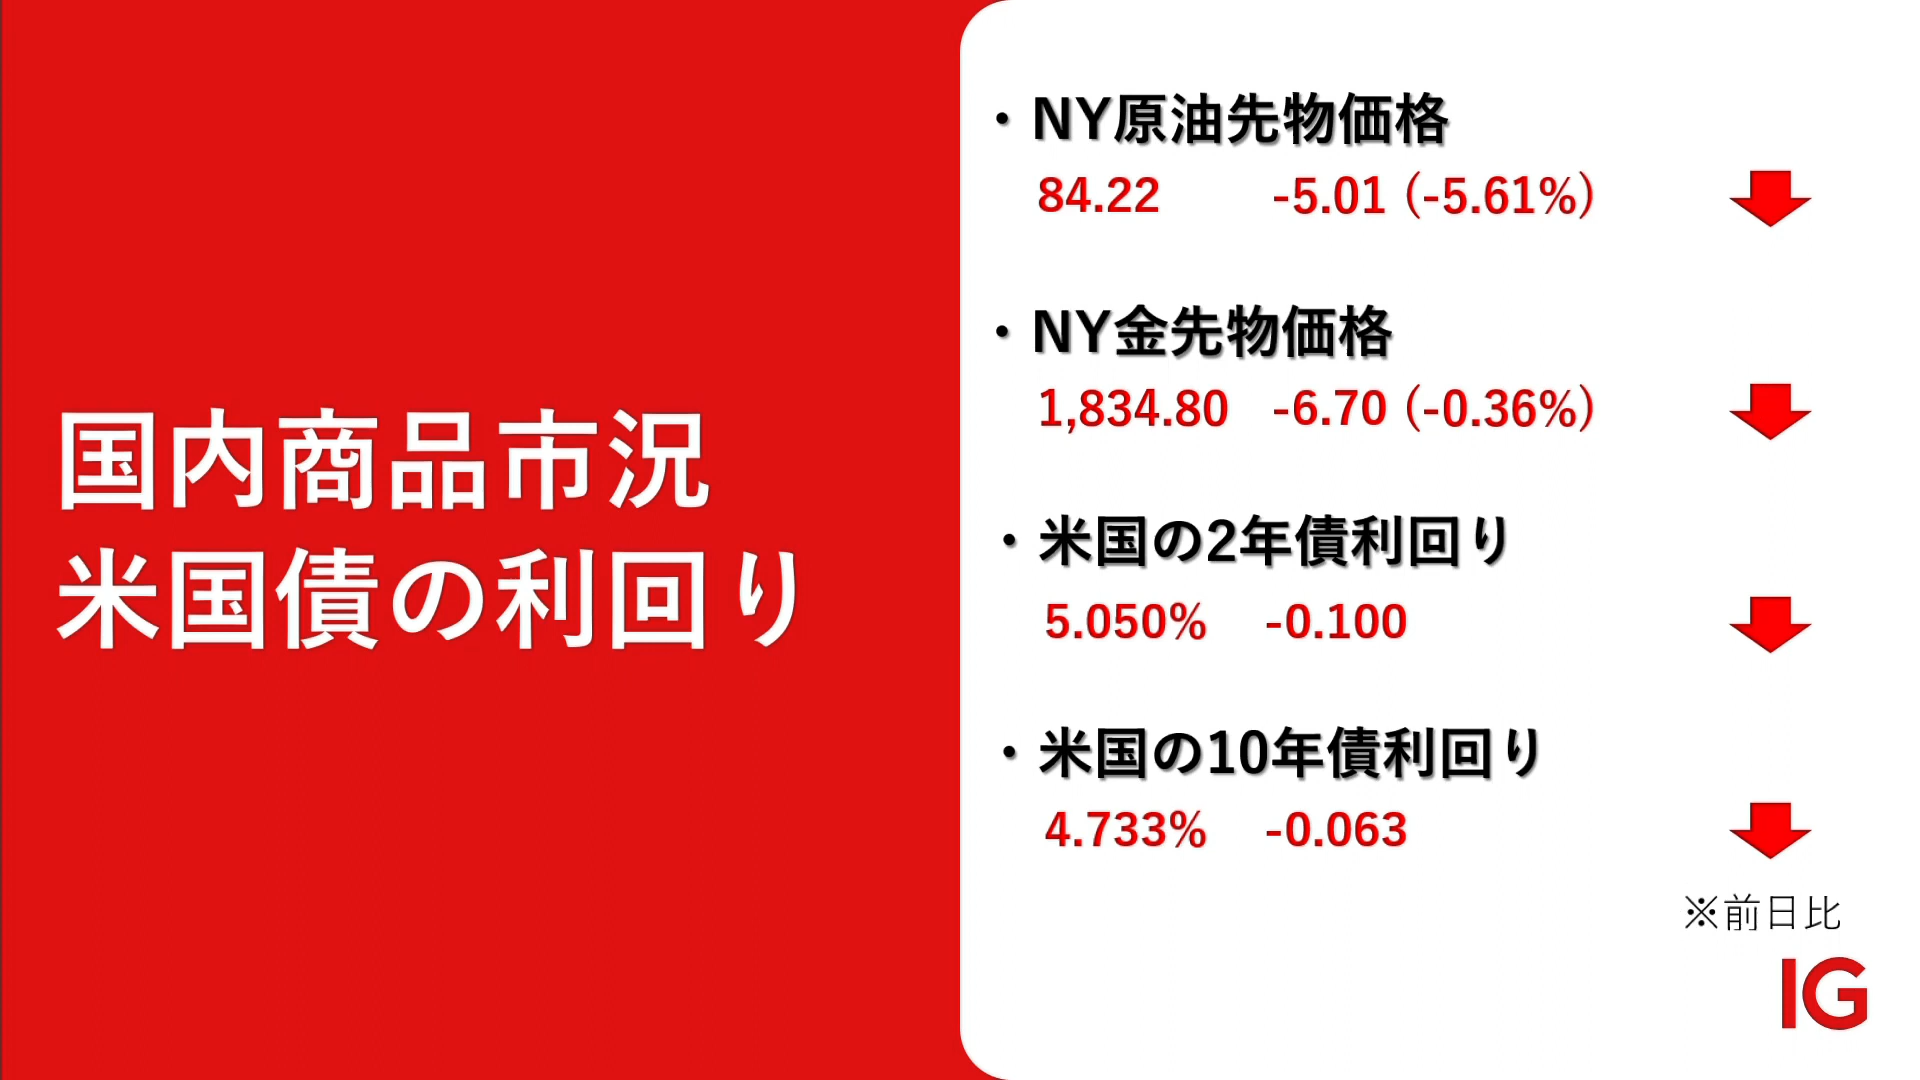 国内商品市況
米国債の利回り
・NY原油先物価格
84.22 -5.01 (-5.61%)
・NY金先物価格
1,834.80 -6.70 (-0.36%)
・米国の2年債利回り
5.050% -0.100
・米国の10年債利回り
4.733% -0.063
※前日比
IG